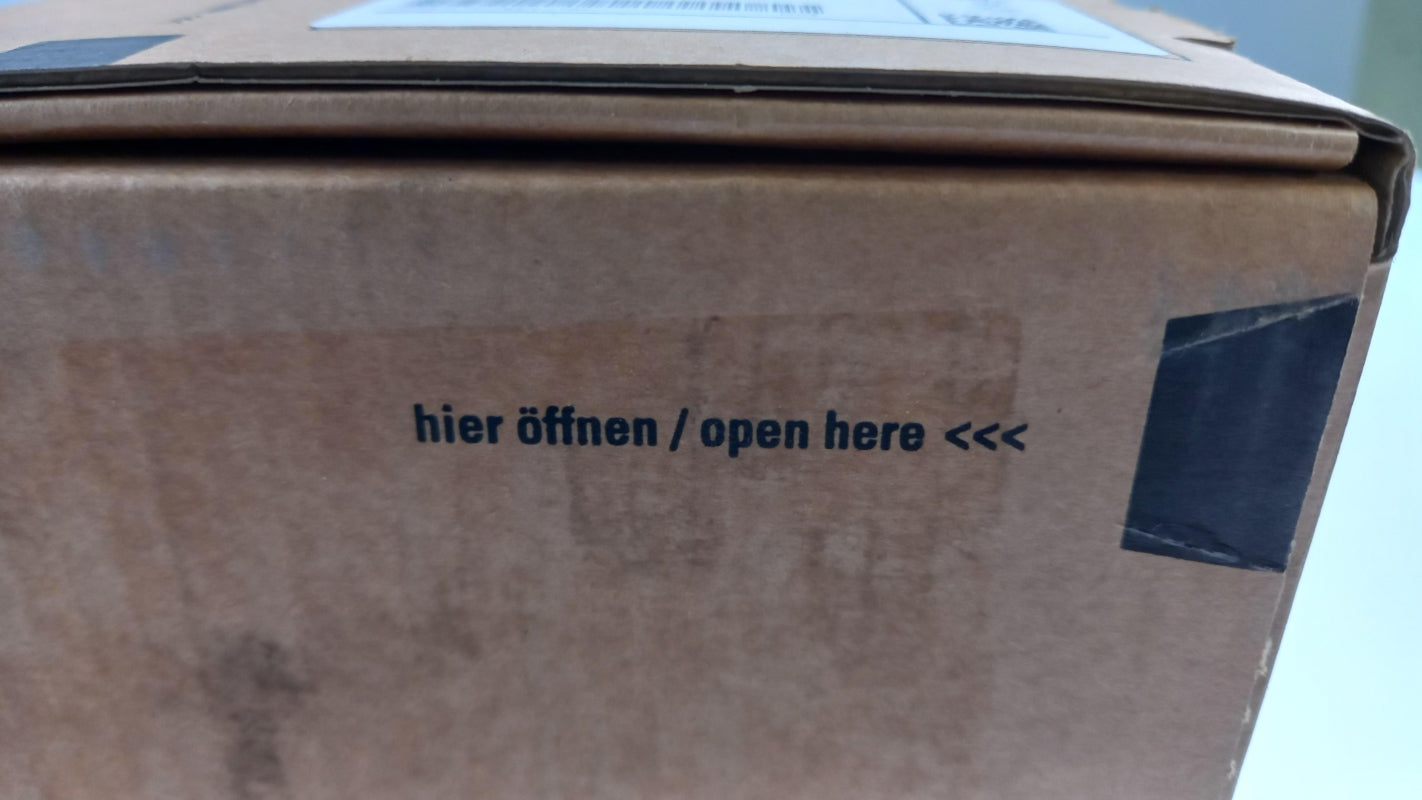 hier öffnen / open here <<<